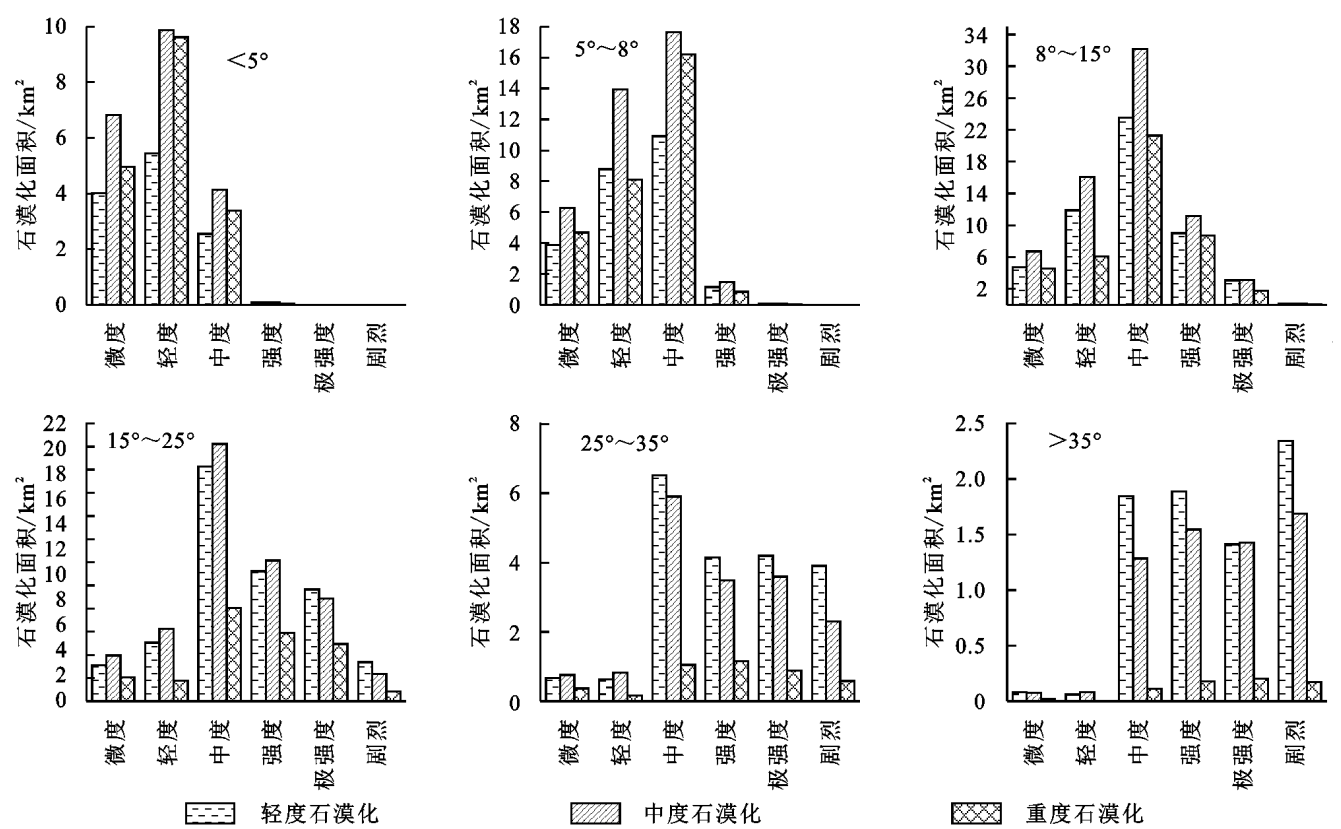 石漠化面积/km²
10
8
6
4
2
0
<5°
微度
轻度
中度
强度
极强度
剧烈
石漠化面积/km²
18
16
14
12
10
8
6
4
2
0
5°～8°
微度
轻度
中度
强度
极强度
剧烈
石漠化面积/km²
34
30
26
22
18
14
10
6
2
8°～15°
微度
轻度
中度
强度
极强度
剧烈
石漠化面积/km²
22
20
18
16
14
12
10
8
6
4
2
0
15°～25°
微度
轻度
中度
强度
极强度
剧烈
石漠化面积/km²
8
6
4
2
0
25°～35°
微度
轻度
中度
强度
极强度
剧烈
石漠化面积/km²
2.5
2.0
1.5
1.0
0.5
0
>35°
微度
轻度
中度
强度
极强度
剧烈
轻度石漠化
中度石漠化
重度石漠化